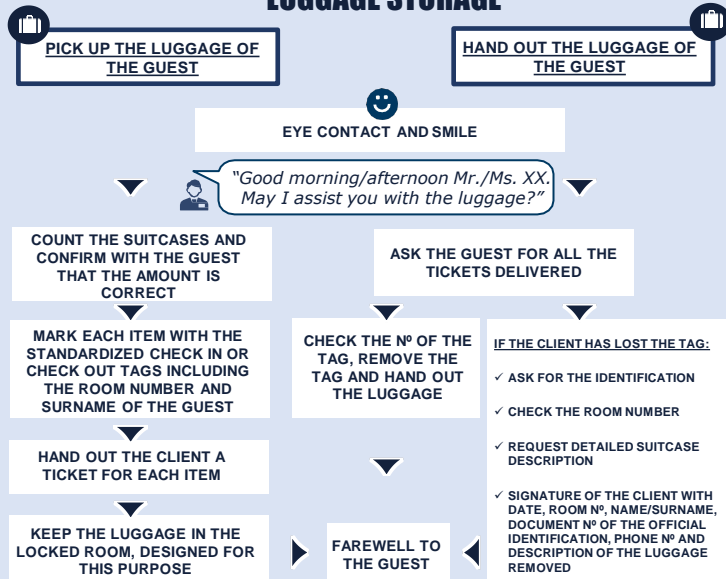 LUGGAGE STORAGE
PICK UP THE LUGGAGE OF
THE GUEST
HAND OUT THE LUGGAGE OF
THE GUEST
EYE CONTACT AND SMILE
“Good morning/afternoon Mr./Ms. XX.
May I assist you with the luggage?”
COUNT THE SUITCASES AND
CONFIRM WITH THE GUEST
THAT THE AMOUNT IS
CORRECT
MARK EACH ITEM WITH THE
STANDARDIZED CHECK IN OR
CHECK OUT TAGS INCLUDING
THE ROOM NUMBER AND
SURNAME OF THE GUEST
HAND OUT THE CLIENT A
TICKET FOR EACH ITEM
KEEP THE LUGGAGE IN THE
LOCKED ROOM, DESIGNED FOR
THIS PURPOSE
ASK THE GUEST FOR ALL THE
TICKETS DELIVERED
CHECK THE Nº OF THE
TAG, REMOVE THE
TAG AND HAND OUT
THE LUGGAGE
IF THE CLIENT HAS LOST THE TAG:
✓ ASK FOR THE IDENTIFICATION
✓ CHECK THE ROOM NUMBER
✓ REQUEST DETAILED SUITCASE
DESCRIPTION
✓ SIGNATURE OF THE CLIENT WITH
DATE, ROOM Nº, NAME/SURNAME,
DOCUMENT Nº OF THE OFFICIAL
IDENTIFICATION, PHONE Nº AND
DESCRIPTION OF THE LUGGAGE
REMOVED
FAREWELL TO
THE GUEST